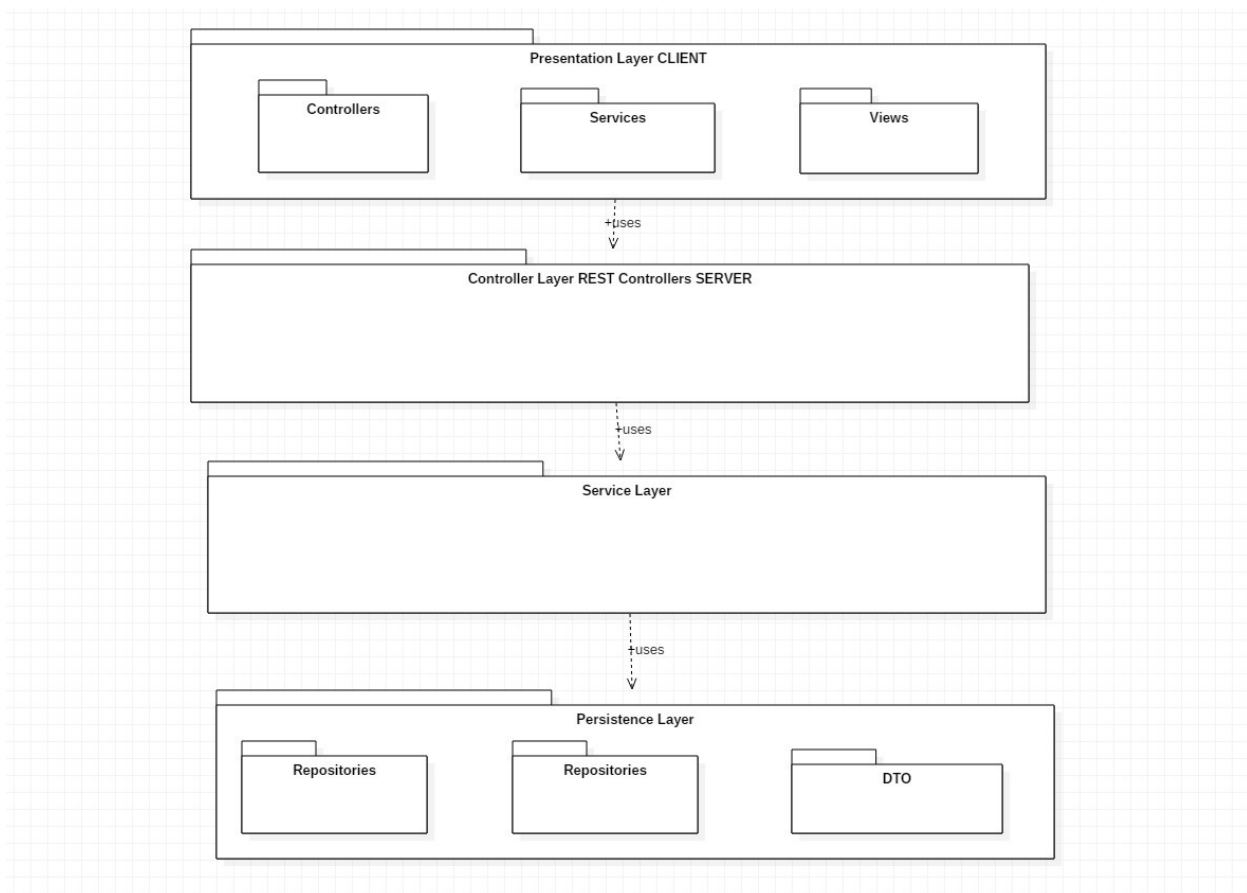 Presentation Layer CLIENT
Controllers
Services
Views
+uses
Controller Layer REST Controllers SERVER
+uses
Service Layer
+uses
Persistence Layer
Repositories
Repositories
DTO